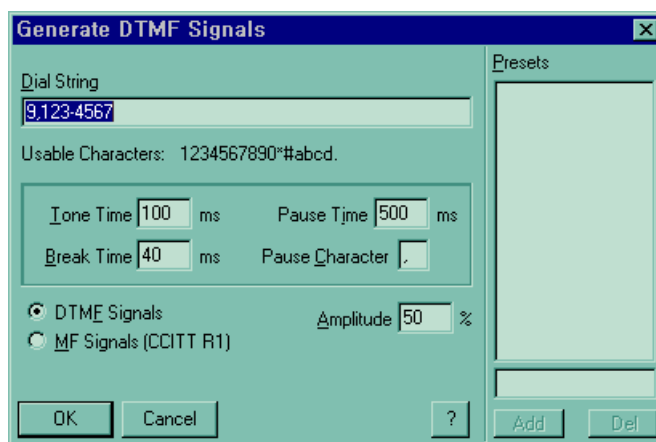 Generate DTMF Signals
Presets
Dial String
9,123-4567
Usable Characters: 1234567890*#abcd.
Tone Time 100 ms Pause Time 500 ms
Break Time 40 ms Pause Character ,
DTMF Signals
Amplitude 50 %
MF Signals (CCITT R1)
OK Cancel ? Add Del